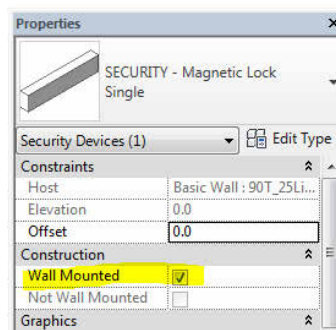 Properties
SECURITY - Magnetic Lock
Single
Security Devices (1)
Edit Type
Constraints
Host Basic Wall : 90T_25Li...
Elevation 0.0
Offset 0.0
Construction
Wall Mounted
Not Wall Mounted
Graphics